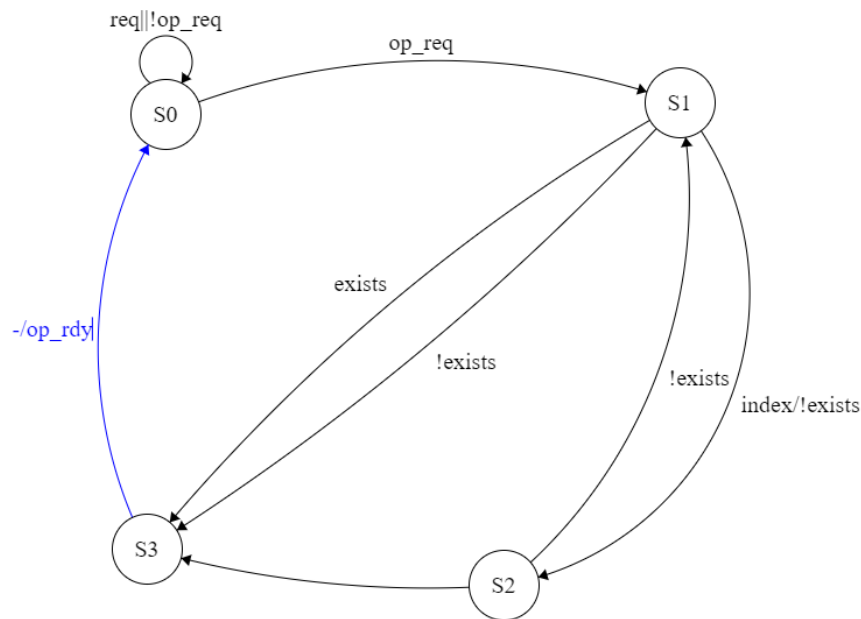 req||!op_req
op_req
S0
S1
exists
-/op_rdy
!exists
!exists
index/!exists
S3
S2